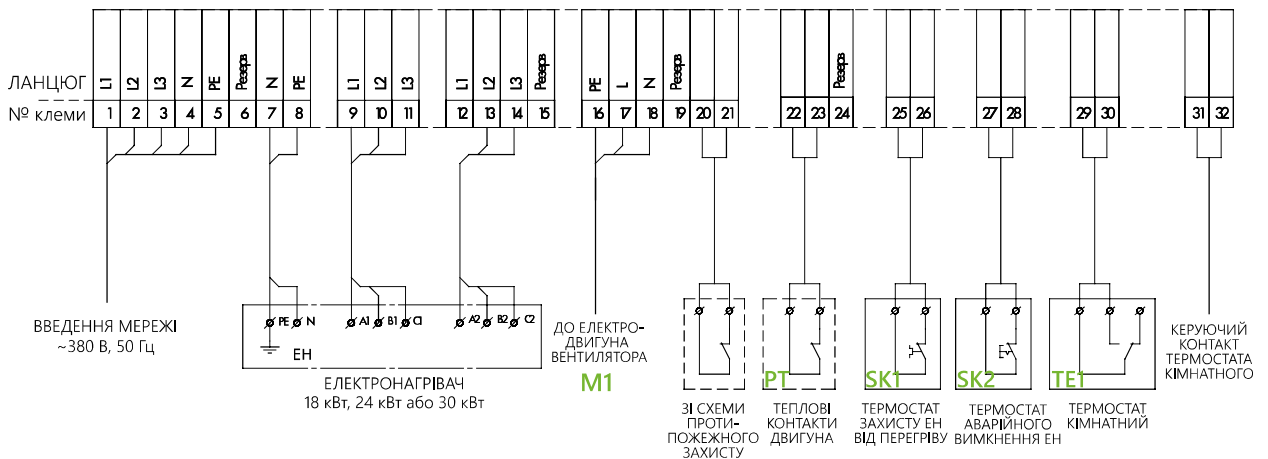 ЛАНЦЮГ L1 L2 L3 N PE Резерв N PE L1 L2 L3 L1 L2 L3 Резерв PE L N Резерв Резерв
№ клеми 1 2 3 4 5 6 7 8 9 10 11 12 13 14 15 16 17 18 19 20 21 22 23 24 25 26 27 28 29 30 31 32
ВВЕДЕННЯ МЕРЕЖІ
~380 В, 50 Гц
PE N A1 B1 C1 A2 B2 C2
EH
ЕЛЕКТРОНАГРІВАЧ
18 кВт, 24 кВт або 30 кВт
ДО ЕЛЕКТРО-
ДВИГУНА
ВЕНТИЛЯТОРА
M1
ЗІ СХЕМИ
ПРОТИ-
ПОЖЕЖНОГО
ЗАХИСТУ
PT
ТЕПЛОВІ
КОНТАКТИ
ДВИГУНА
SK1
ТЕРМОСТАТ
ЗАХИСТУ ЕН
ВІД ПЕРЕГРІВУ
SK2
ТЕРМОСТАТ
АВАРІЙНОГО
ВИМКНЕННЯ ЕН
TE1
ТЕРМОСТАТ
КІМНАТНИЙ
КЕРУЮЧИЙ
КОНТАКТ
ТЕРМОСТАТА
КІМНАТНОГО